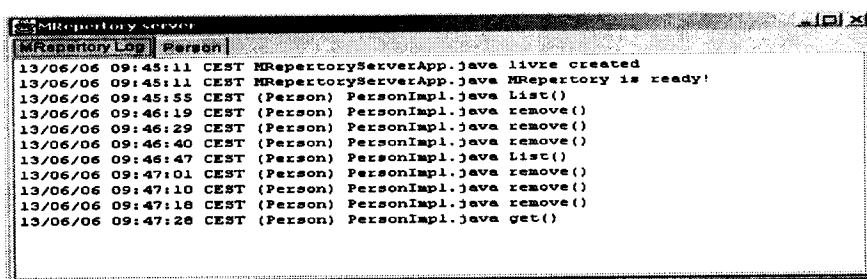 MRepertory server
MRepertory Log Person
13/06/06 09:45:11 CEST MRepertoryServerApp.java livre created
13/06/06 09:45:11 CEST MRepertoryServerApp.java MRepertory is ready!
13/06/06 09:45:55 CEST (Person) PersonImpl.java List()
13/06/06 09:46:19 CEST (Person) PersonImpl.java remove()
13/06/06 09:46:29 CEST (Person) PersonImpl.java remove()
13/06/06 09:46:40 CEST (Person) PersonImpl.java remove()
13/06/06 09:46:47 CEST (Person) PersonImpl.java List()
13/06/06 09:47:01 CEST (Person) PersonImpl.java remove()
13/06/06 09:47:10 CEST (Person) PersonImpl.java remove()
13/06/06 09:47:18 CEST (Person) PersonImpl.java remove()
13/06/06 09:47:28 CEST (Person) PersonImpl.java get()